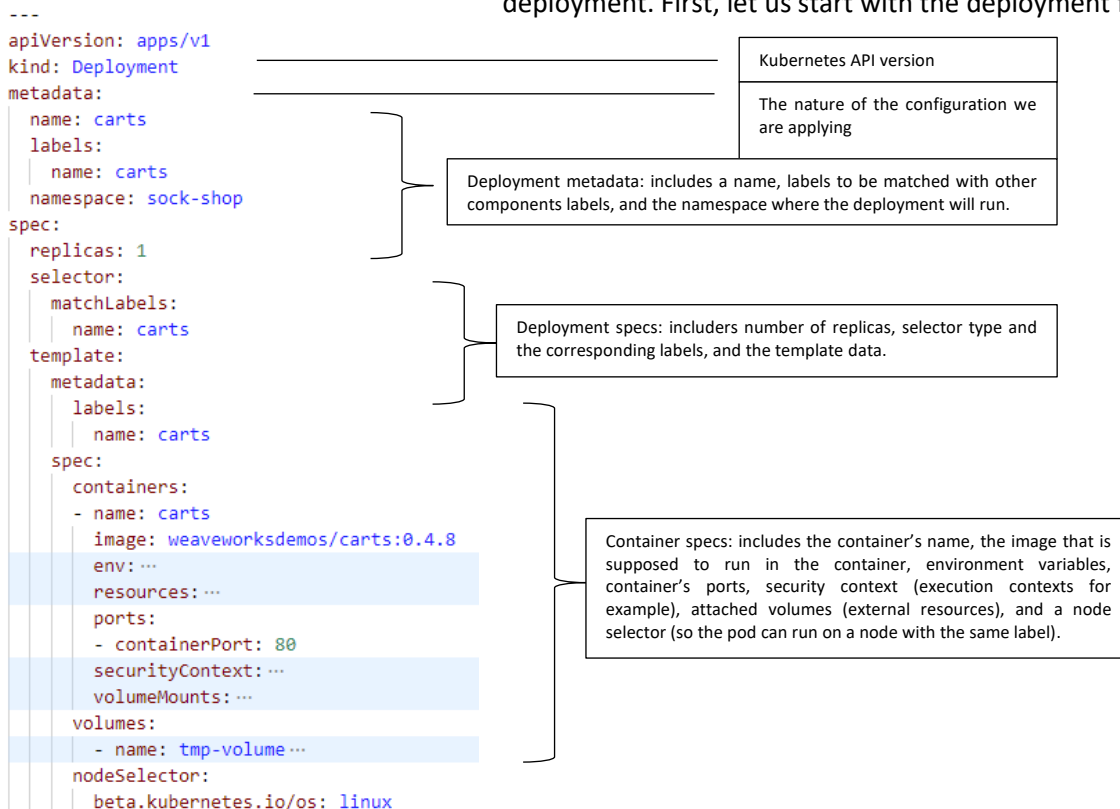 deployment. First, let us start with the deployment
---
apiVersion: apps/v1
kind: Deployment
metadata:
name: carts
labels:
name: carts
namespace: sock-shop
spec:
replicas: 1
selector:
matchLabels:
name: carts
template:
metadata:
labels:
name: carts
spec:
containers:
- name: carts
image: weaveworksdemos/carts:0.4.8
env: ...
resources: ...
ports:
- containerPort: 80
securityContext: ...
volumeMounts: ...
volumes:
- name: tmp-volume ...
nodeSelector:
beta.kubernetes.io/os: linux
Kubernetes API version
The nature of the configuration we
are applying
Deployment metadata: includes a name, labels to be matched with other
components labels, and the namespace where the deployment will run.
Deployment specs: includers number of replicas, selector type and
the corresponding labels, and the template data.
Container specs: includes the container’s name, the image that is
supposed to run in the container, environment variables,
container’s ports, security context (execution contexts for
example), attached volumes (external resources), and a node
selector (so the pod can run on a node with the same label).